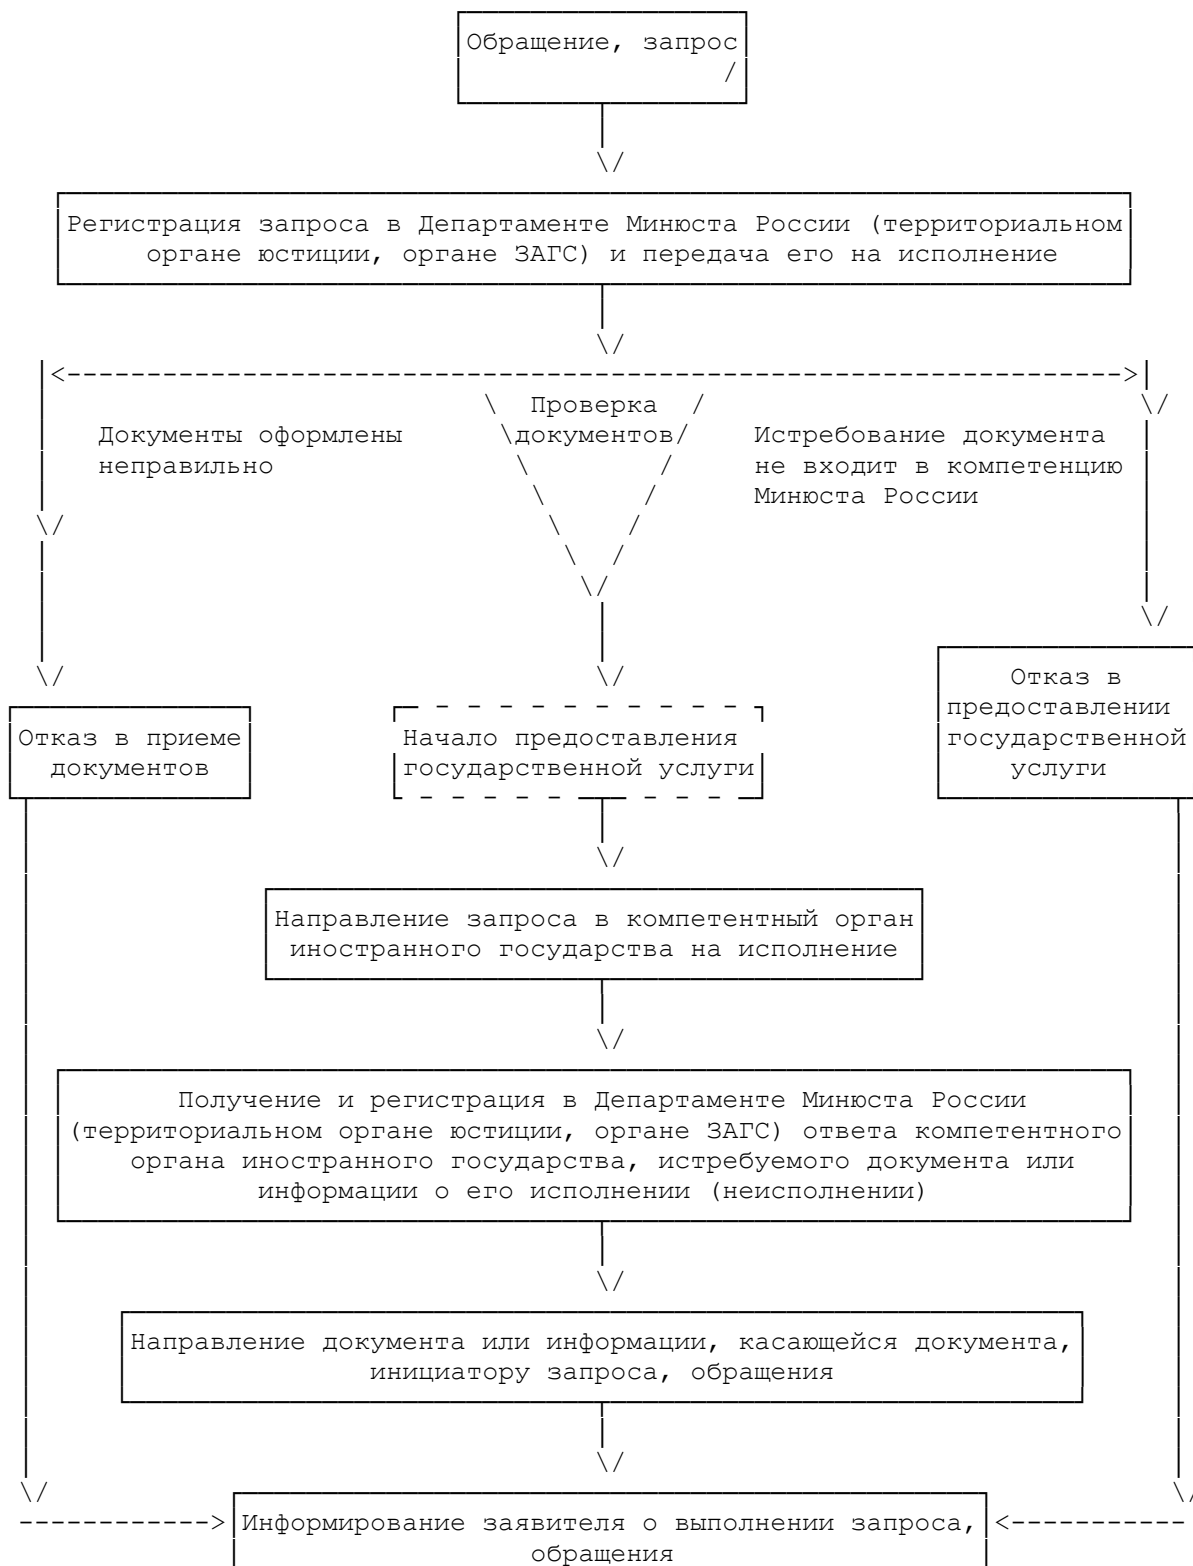 Обращение, запрос
/
Регистрация запроса в Департаменте Минюста России (территориальном
органе юстиции, органе ЗАГС) и передача его на исполнение
Проверка
документов
Документы оформлены
неправильно
Истребование документа
не входит в компетенцию
Минюста России
Отказ в приеме
документов
Начало предоставления
государственной услуги
Отказ в
предоставлении
государственной
услуги
Направление запроса в компетентный орган
иностранного государства на исполнение
Получение и регистрация в Департаменте Минюста России
(территориальном органе юстиции, органе ЗАГС) ответа компетентного
органа иностранного государства, истребуемого документа или
информации о его исполнении (неисполнении)
Направление документа или информации, касающейся документа,
инициатору запроса, обращения
Информирование заявителя о выполнении запроса,
обращения